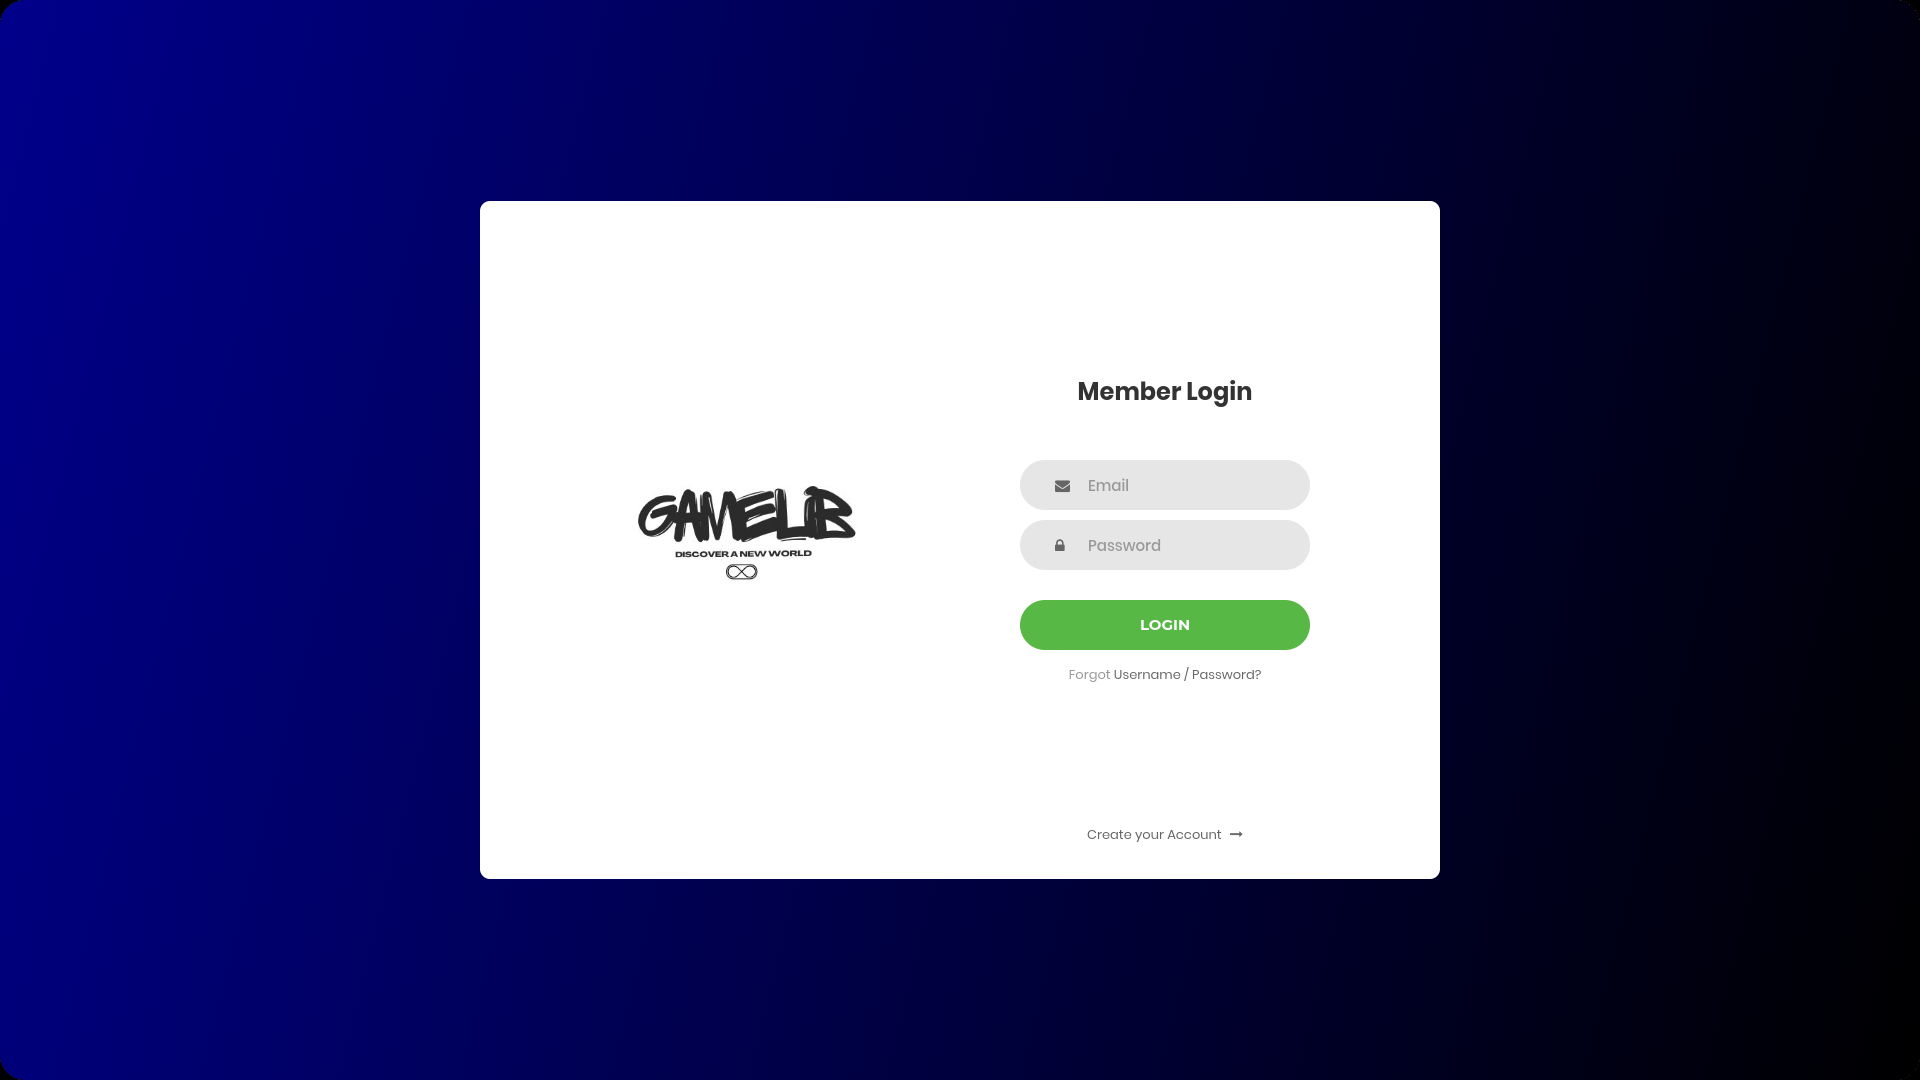 GAMELIB
DISCOVER A NEW WORLD
Member Login
Email
Password
LOGIN
Forgot Username / Password?
Create your Account